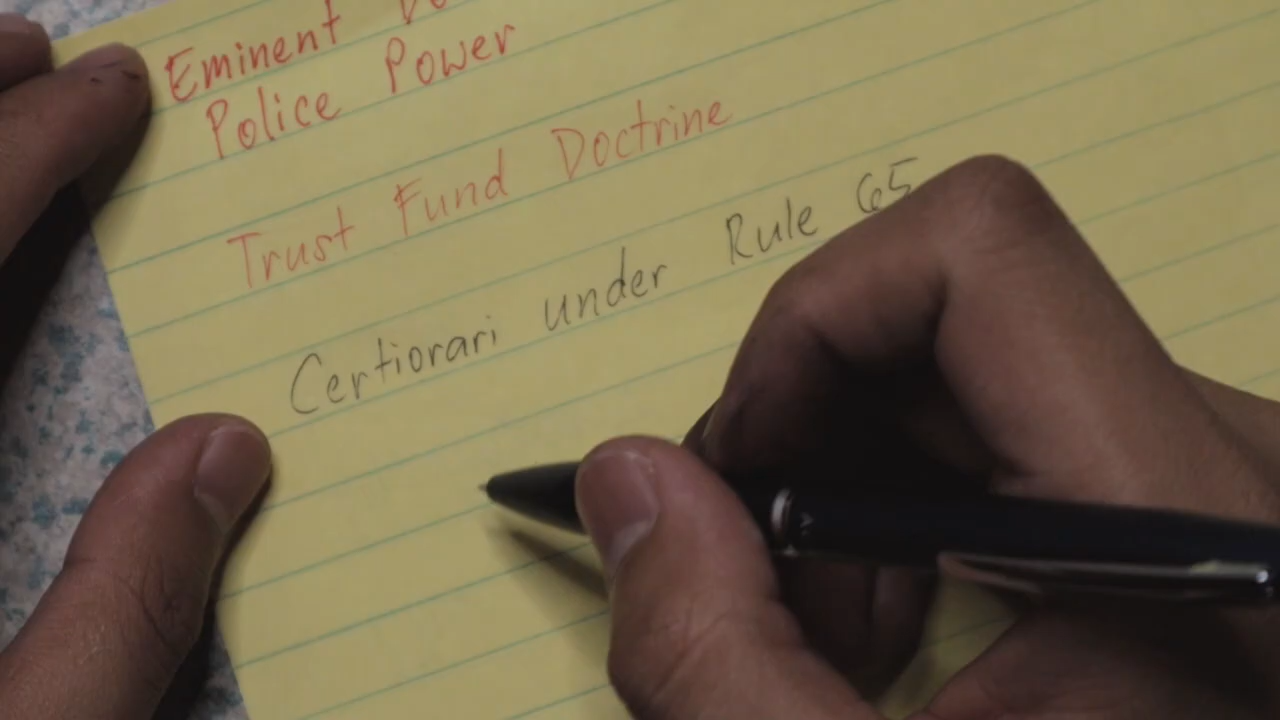 Eminent
Police Power
Trust Fund Doctrine
Certiorari under Rule 65